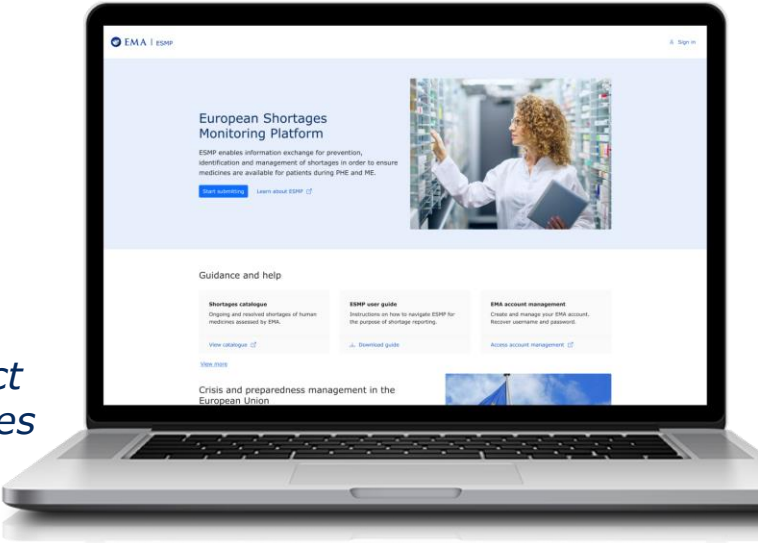 EMA | ESMP
Sign in
European Shortages
Monitoring Platform
ESMP enables information exchange for prevention,
identification and management of shortages in order to ensure
medicines are available for patients during PHE and ME.
Start submitting
Learn about ESMP
Guidance and help
Shortages catalogue
Ongoing and resolved shortages of human
medicines assessed by EMA.
View catalogue
ESMP user guide
Instructions on how to navigate ESMP for
the purpose of shortage reporting.
Download guide
EMA account management
Create and manage your EMA account.
Recover username and password.
Access account management
View more
Crisis and preparedness management in the
European Union
ct
es